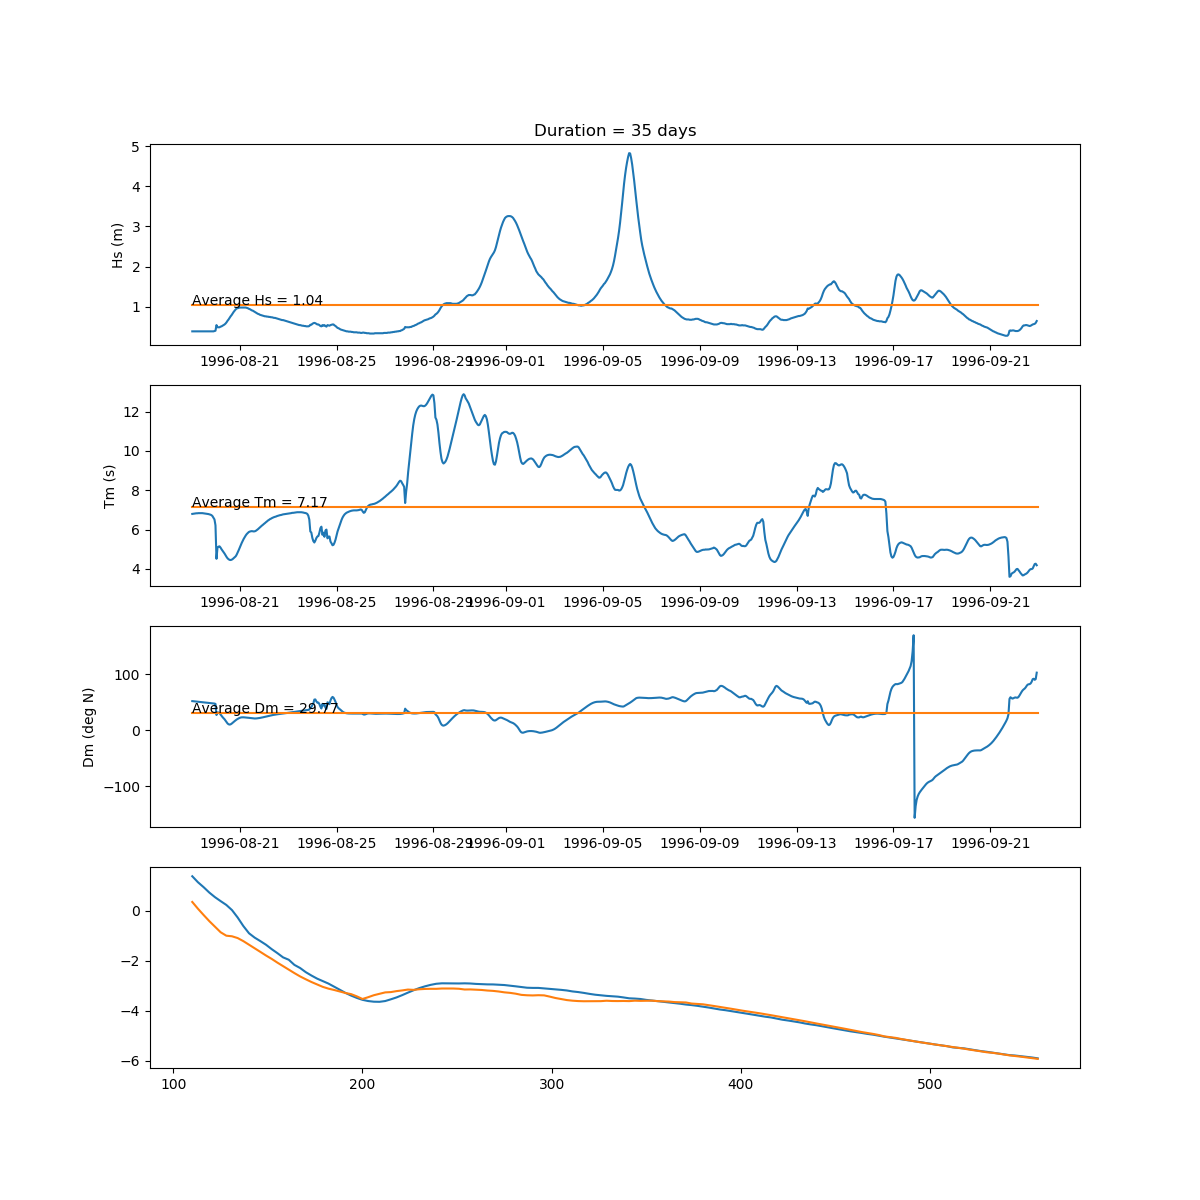 Duration = 35 days
5
4
3
2
1
Hs (m)
Average Hs = 1.04
1996-08-21 1996-08-25 1996-08-29 1996-09-01 1996-09-05 1996-09-09 1996-09-13 1996-09-17 1996-09-21
12
10
8
6
4
Tm (s)
Average Tm = 7.17
1996-08-21 1996-08-25 1996-08-29 1996-09-01 1996-09-05 1996-09-09 1996-09-13 1996-09-17 1996-09-21
100
0
−100
Dm (deg N)
Average Dm = 29.77
1996-08-21 1996-08-25 1996-08-29 1996-09-01 1996-09-05 1996-09-09 1996-09-13 1996-09-17 1996-09-21
0
−2
−4
−6
100 200 300 400 500